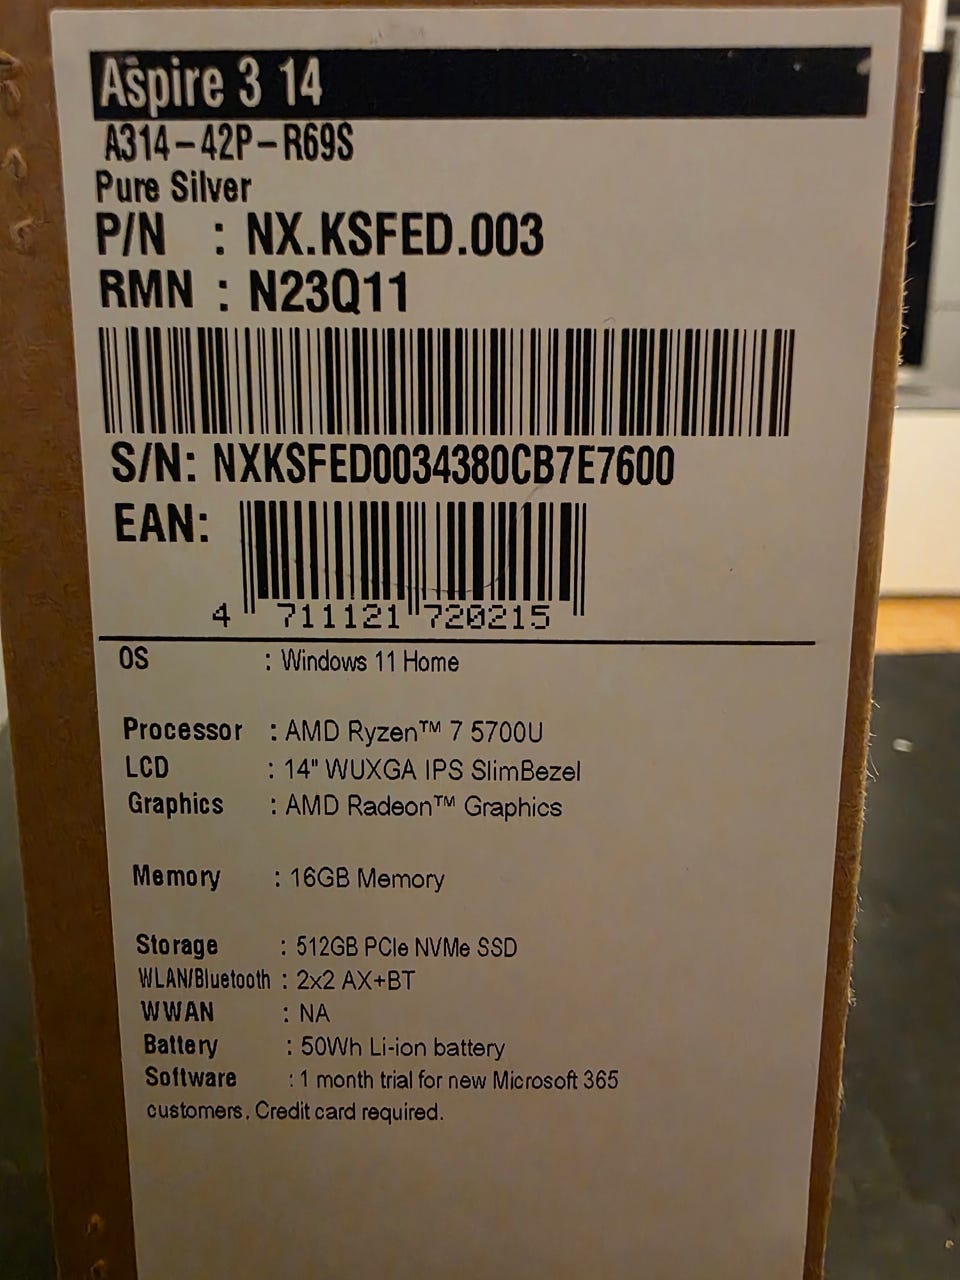 Aspire 3 14
A314-42P-R69S
Pure Silver
P/N : NX.KSFED.003
RMN : N23Q11
S/N: NXKSFED0034380CB7E7600
EAN:
4 711121 720215
OS : Windows 11 Home
Processor : AMD Ryzen™ 7 5700U
LCD : 14" WUXGA IPS SlimBezel
Graphics : AMD Radeon™ Graphics
Memory : 16GB Memory
Storage : 512GB PCIe NVMe SSD
WLAN/Bluetooth : 2x2 AX+BT
WWAN : NA
Battery : 50Wh Li-ion battery
Software : 1 month trial for new Microsoft 365
customers. Credit card required.